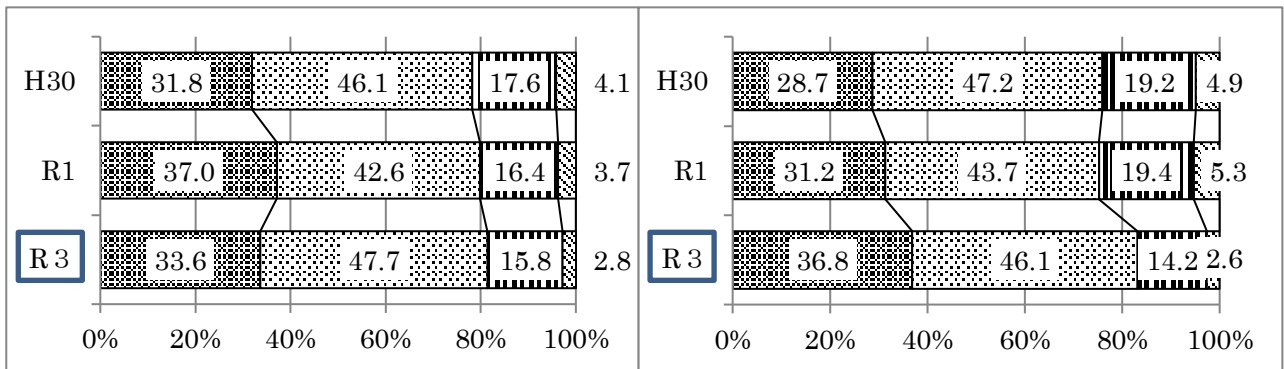 H30 31.8 46.1 17.6 4.1
R1 37.0 42.6 16.4 3.7
R3 33.6 47.7 15.8 2.8
0% 20% 40% 60% 80% 100%
H30 28.7 47.2 19.2 4.9
R1 31.2 43.7 19.4 5.3
R3 36.8 46.1 14.2 2.6
0% 20% 40% 60% 80% 100%